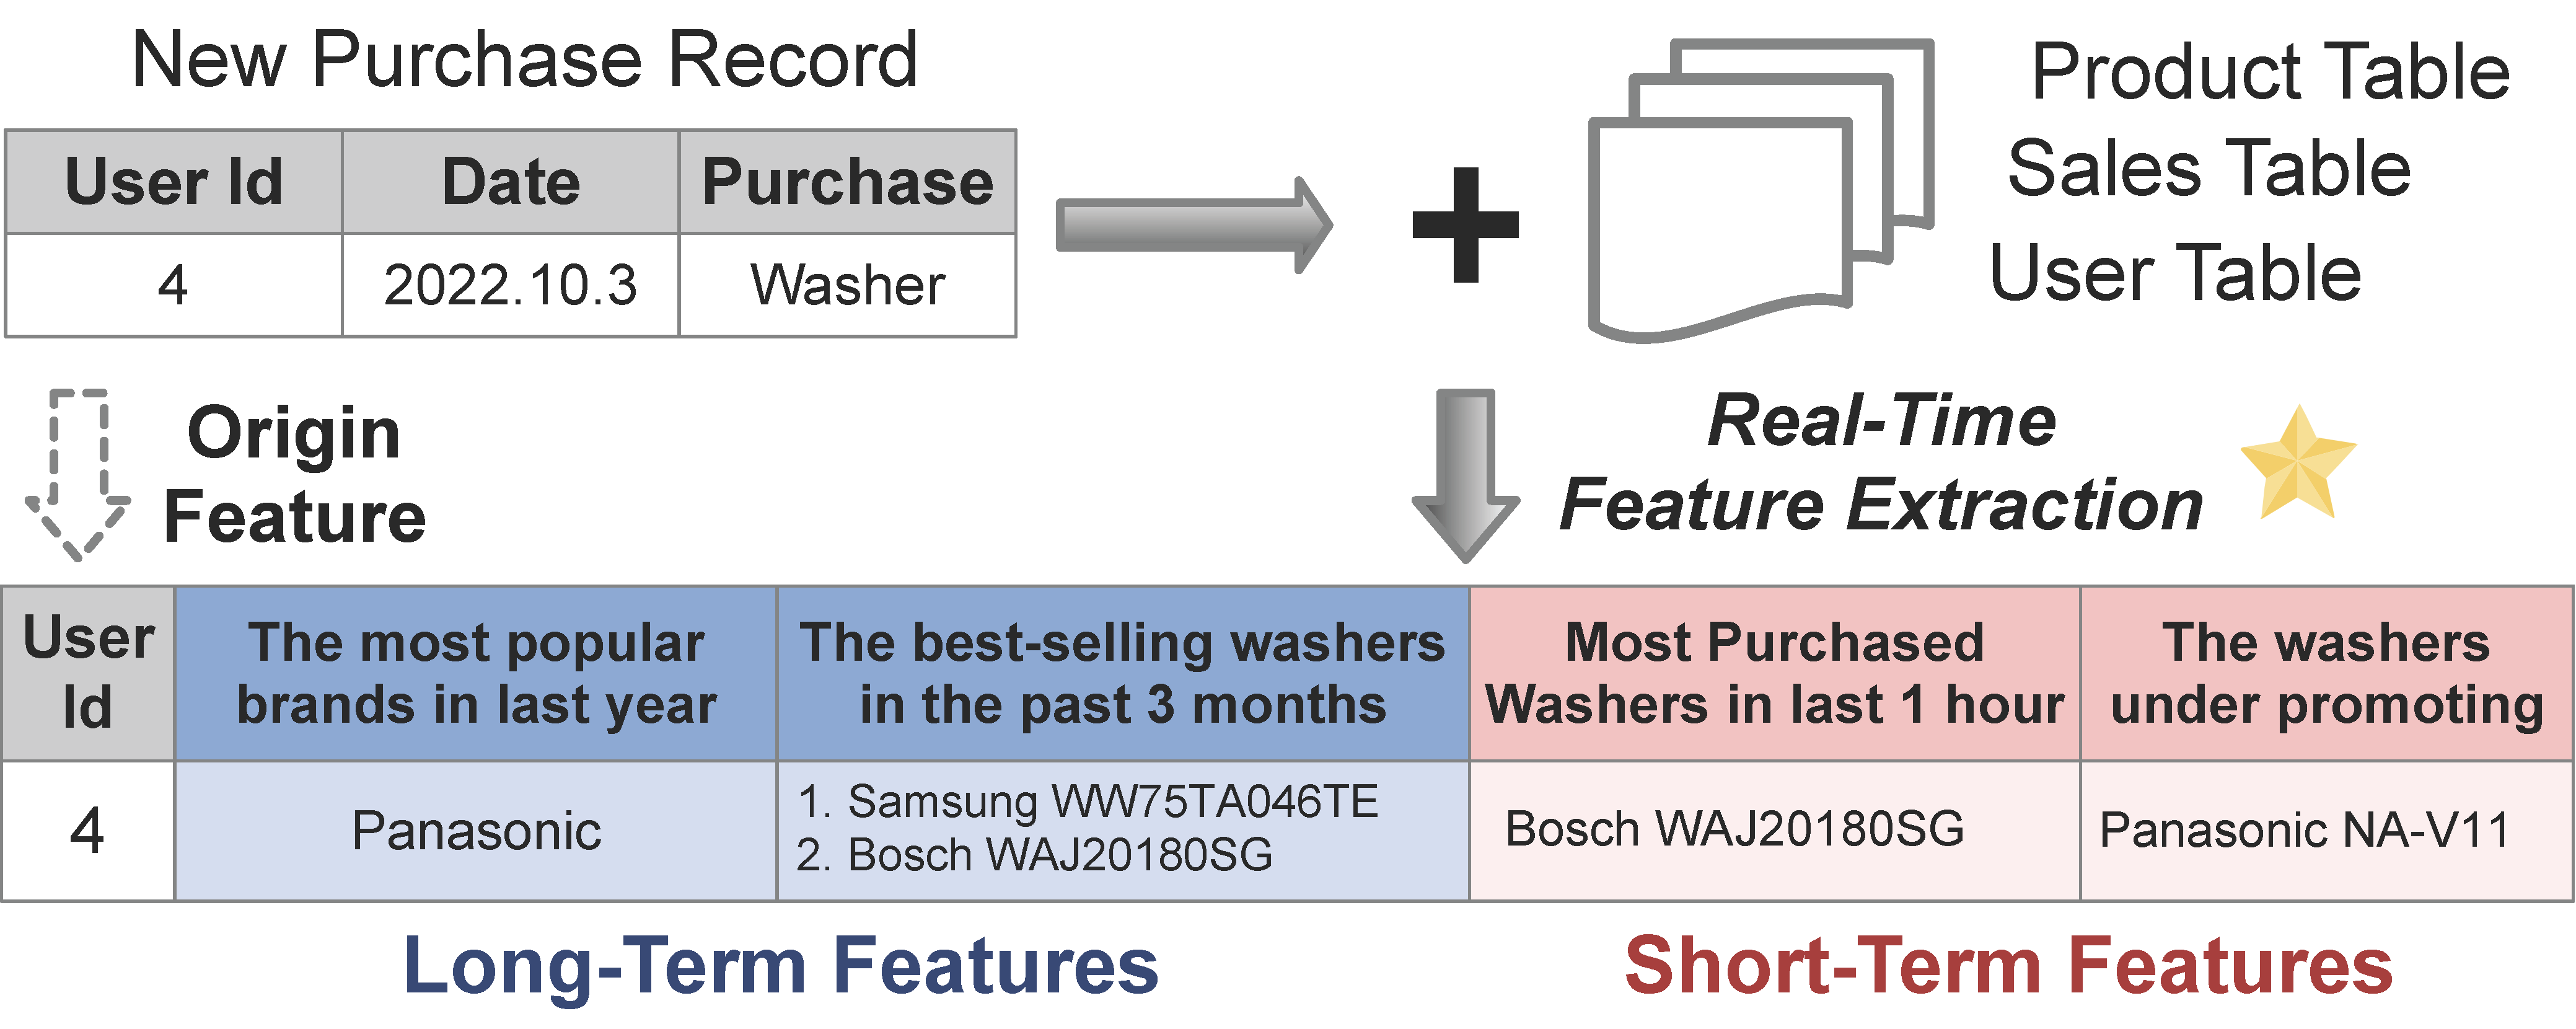 New Purchase Record
User Id Date Purchase
4 2022.10.3 Washer
Product Table
Sales Table
User Table
Origin
Feature
Real-Time
Feature Extraction
User
Id
The most popular
brands in last year
The best-selling washers
in the past 3 months
Most Purchased
Washers in last 1 hour
The washers
under promoting
4
Panasonic
1. Samsung WW75TA046TE
2. Bosch WAJ20180SG
Bosch WAJ20180SG
Panasonic NA-V11
Long-Term Features
Short-Term Features